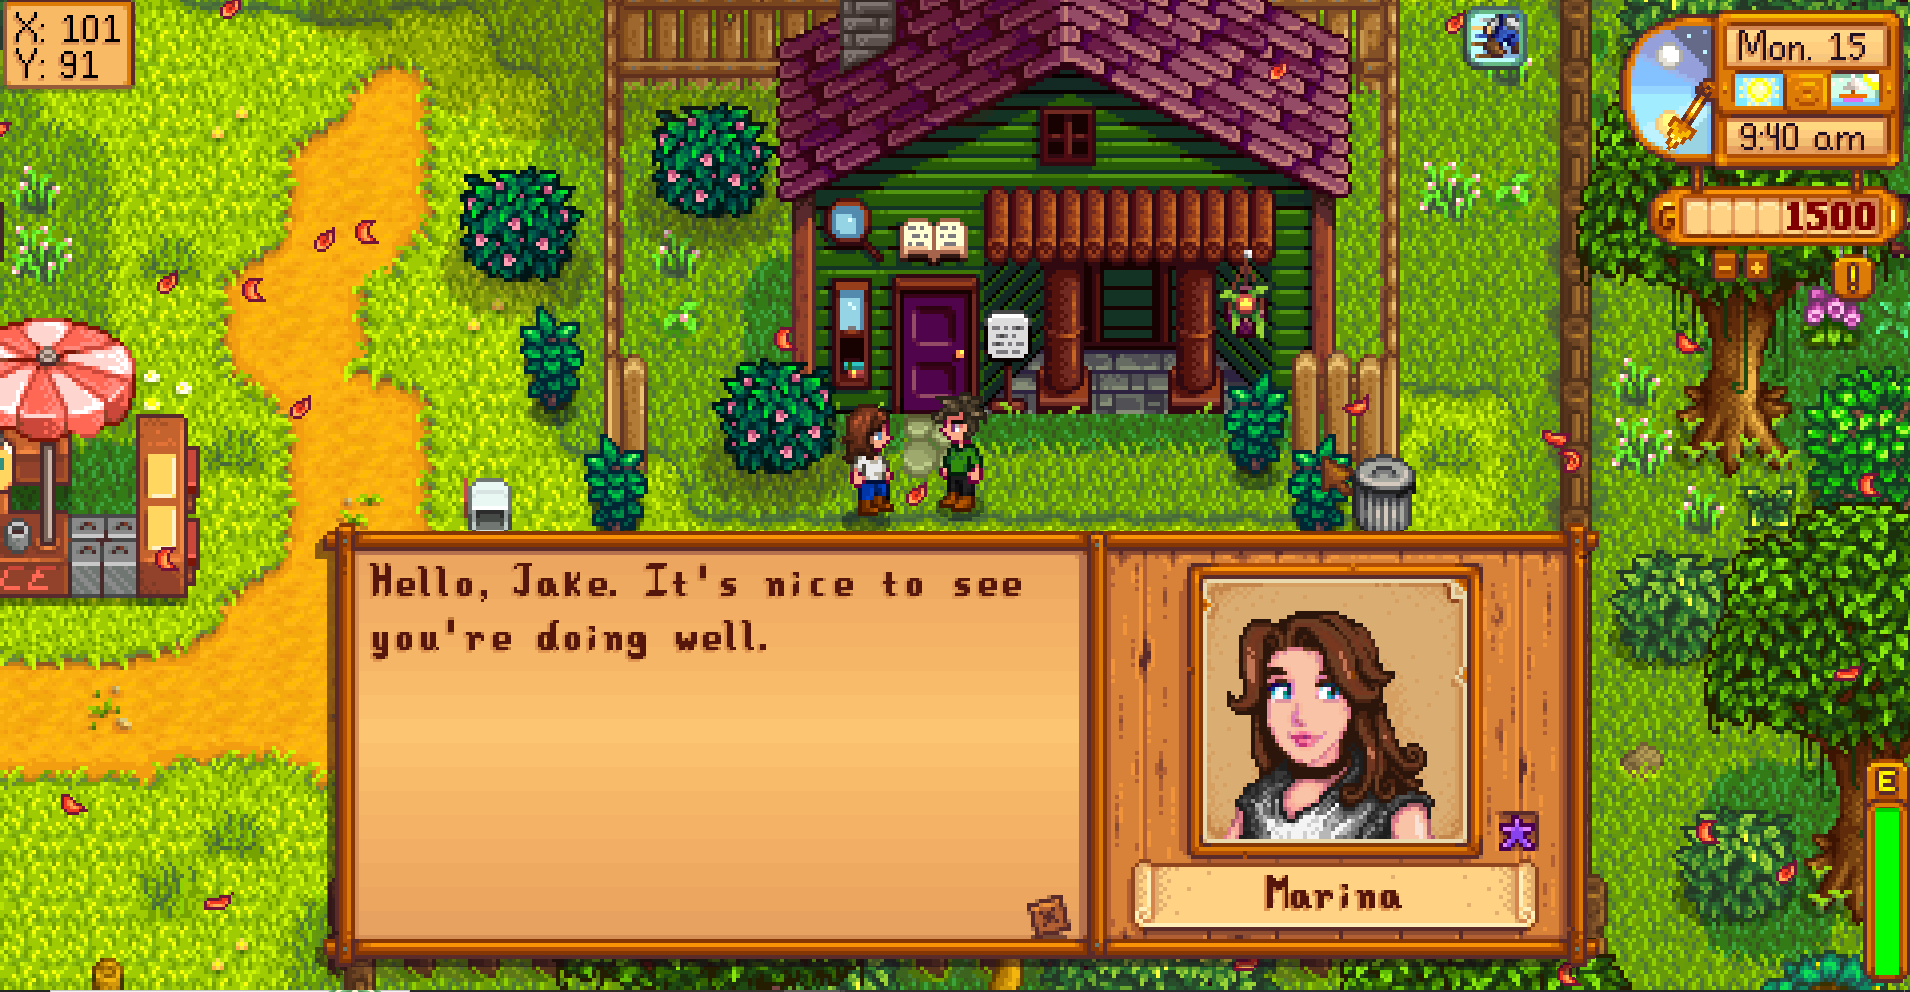 X: 101
Y: 91
Mon. 15
9:40 am
G
1500
Hello, Jake. It's nice to see
you're doing well.
Marina
E